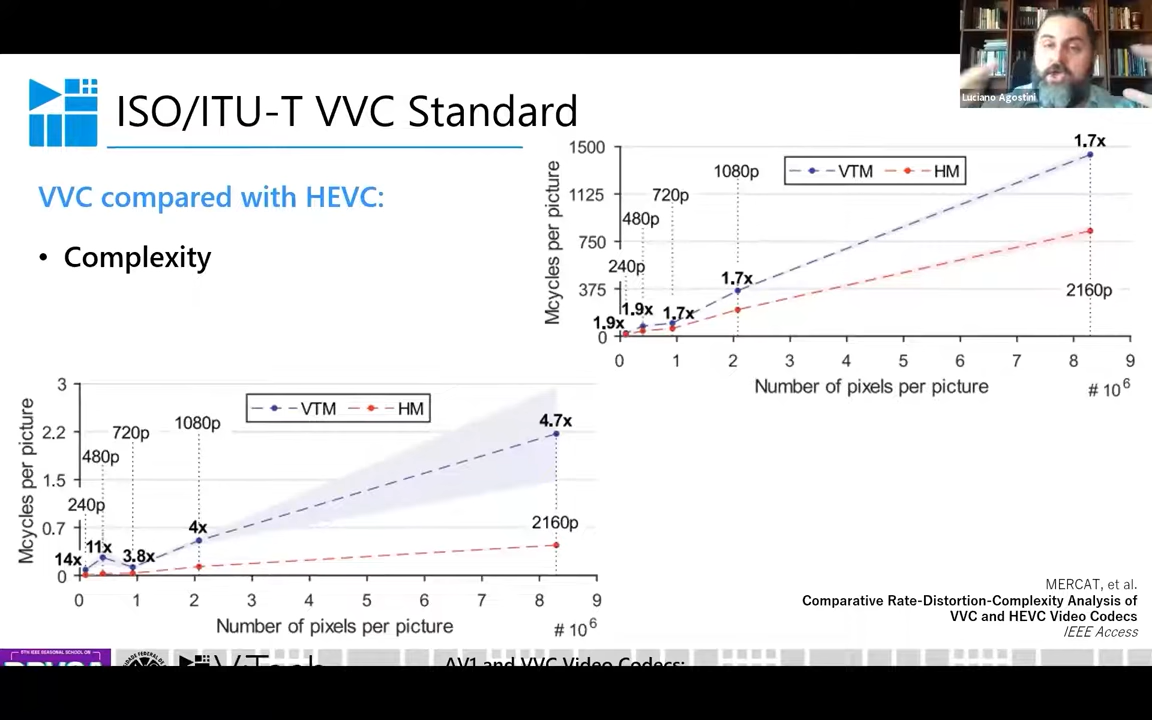 Luciano Agostini
ISO/ITU-T VVC Standard
VVC compared with HEVC:
• Complexity
1500
1125
750
375
0
Mcycles per picture
VTM HM
240p
480p
720p
1080p
2160p
1.9x
1.9x
1.7x
1.7x
1.7x
0 1 2 3 4 5 6 7 8 9
Number of pixels per picture
# 10^6
3
2.2
1.5
0.7
0
Mcycles per picture
VTM HM
240p
480p
720p
1080p
2160p
14x
11x
3.8x
4x
4.7x
0 1 2 3 4 5 6 7 8 9
Number of pixels per picture
# 10^6
MERCAT, et al.
Comparative Rate-Distortion-Complexity Analysis of
VVC and HEVC Video Codecs
IEEE Access
AV1 and VVC Video Codecs: